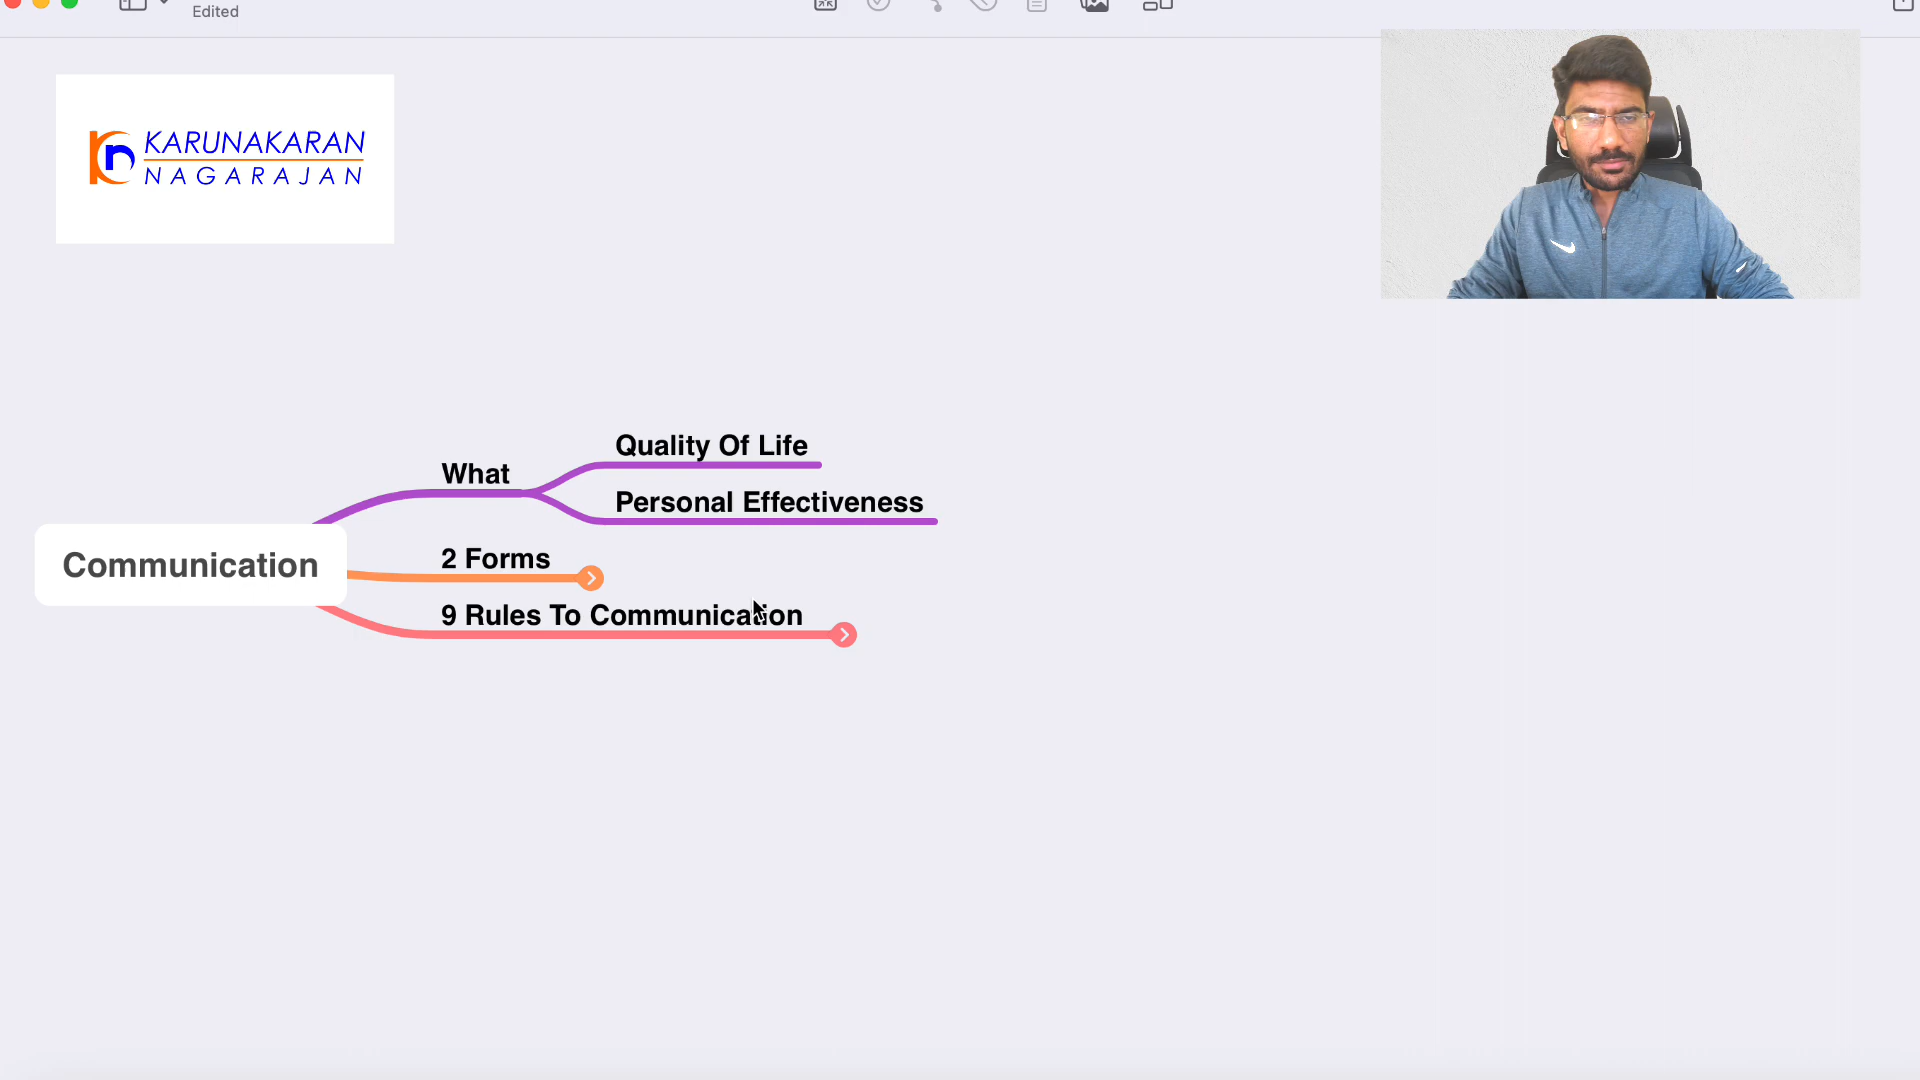 Edited
KARUNAKARAN
NAGARAJAN
Quality Of Life
What
Personal Effectiveness
2 Forms
Communication
9 Rules To Communication